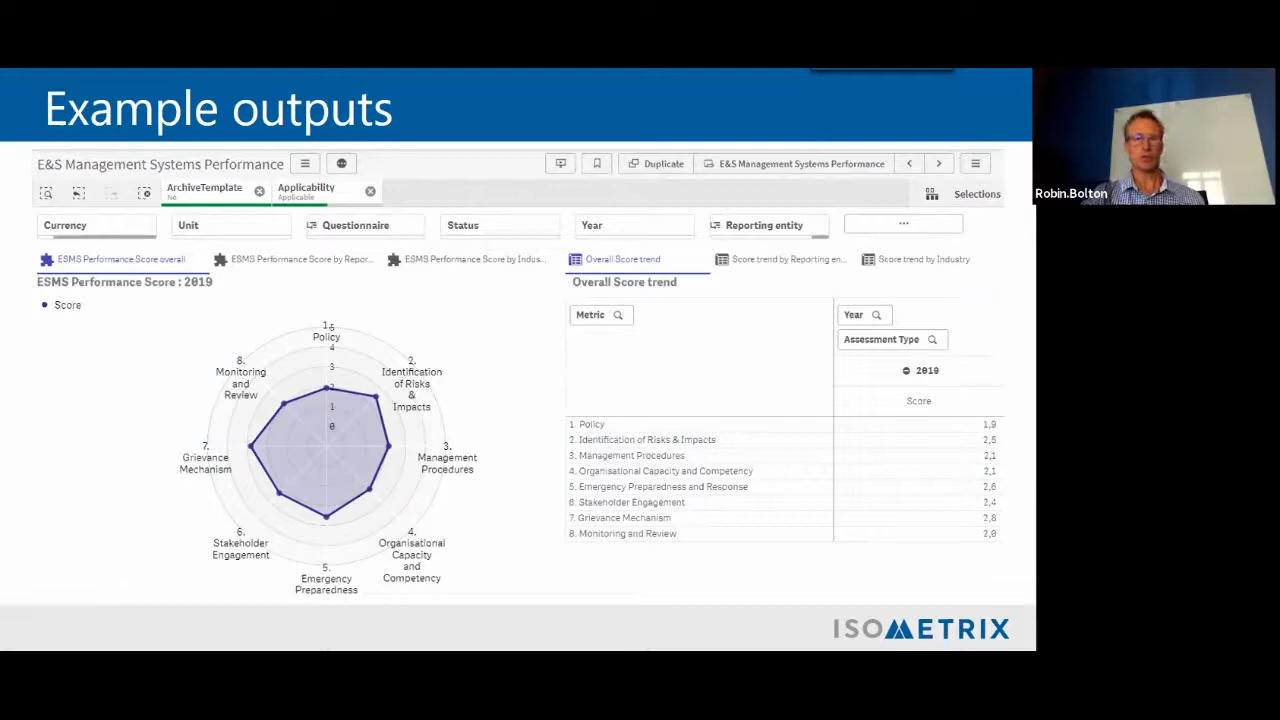 Example outputs
Robin.Bolton
E&S Management Systems Performance
Duplicate
E&S Management Systems Performance
ArchiveTemplate
No
Applicability
Applicable
Selections
Currency
Unit
Questionnaire
Status
Year
Reporting entity
...
ESMS Performance Score overall
ESMS Performance Score by Repor...
ESMS Performance Score by Indus...
Overall Score trend
Score trend by Reporting en...
Score trend by Industry
ESMS Performance Score : 2019
Score
1.
Policy
2.
Identification
of Risks
&
Impacts
3.
Management
Procedures
4.
Organisational
Capacity
and
Competency
5.
Emergency
Preparedness
6.
Stakeholder
Engagement
7.
Grievance
Mechanism
8.
Monitoring
and
Review
5
4
3
2
1
0
Overall Score trend
Metric
Year
Assessment Type
2019
Score
1. Policy 1,9
2. Identification of Risks & Impacts 2,5
3. Management Procedures 2,1
4. Organisational Capacity and Competency 2,1
5. Emergency Preparedness and Response 2,6
6. Stakeholder Engagement 2,4
7. Grievance Mechanism 2,8
8. Monitoring and Review 2,0
ISOMETRIX